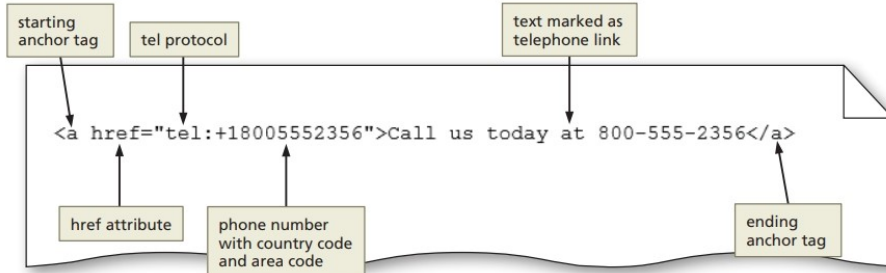 starting
anchor tag
tel protocol
text marked as
telephone link
<a href="tel:+18005552356">Call us today at 800-555-2356</a>
href attribute
phone number
with country code
and area code
ending
anchor tag